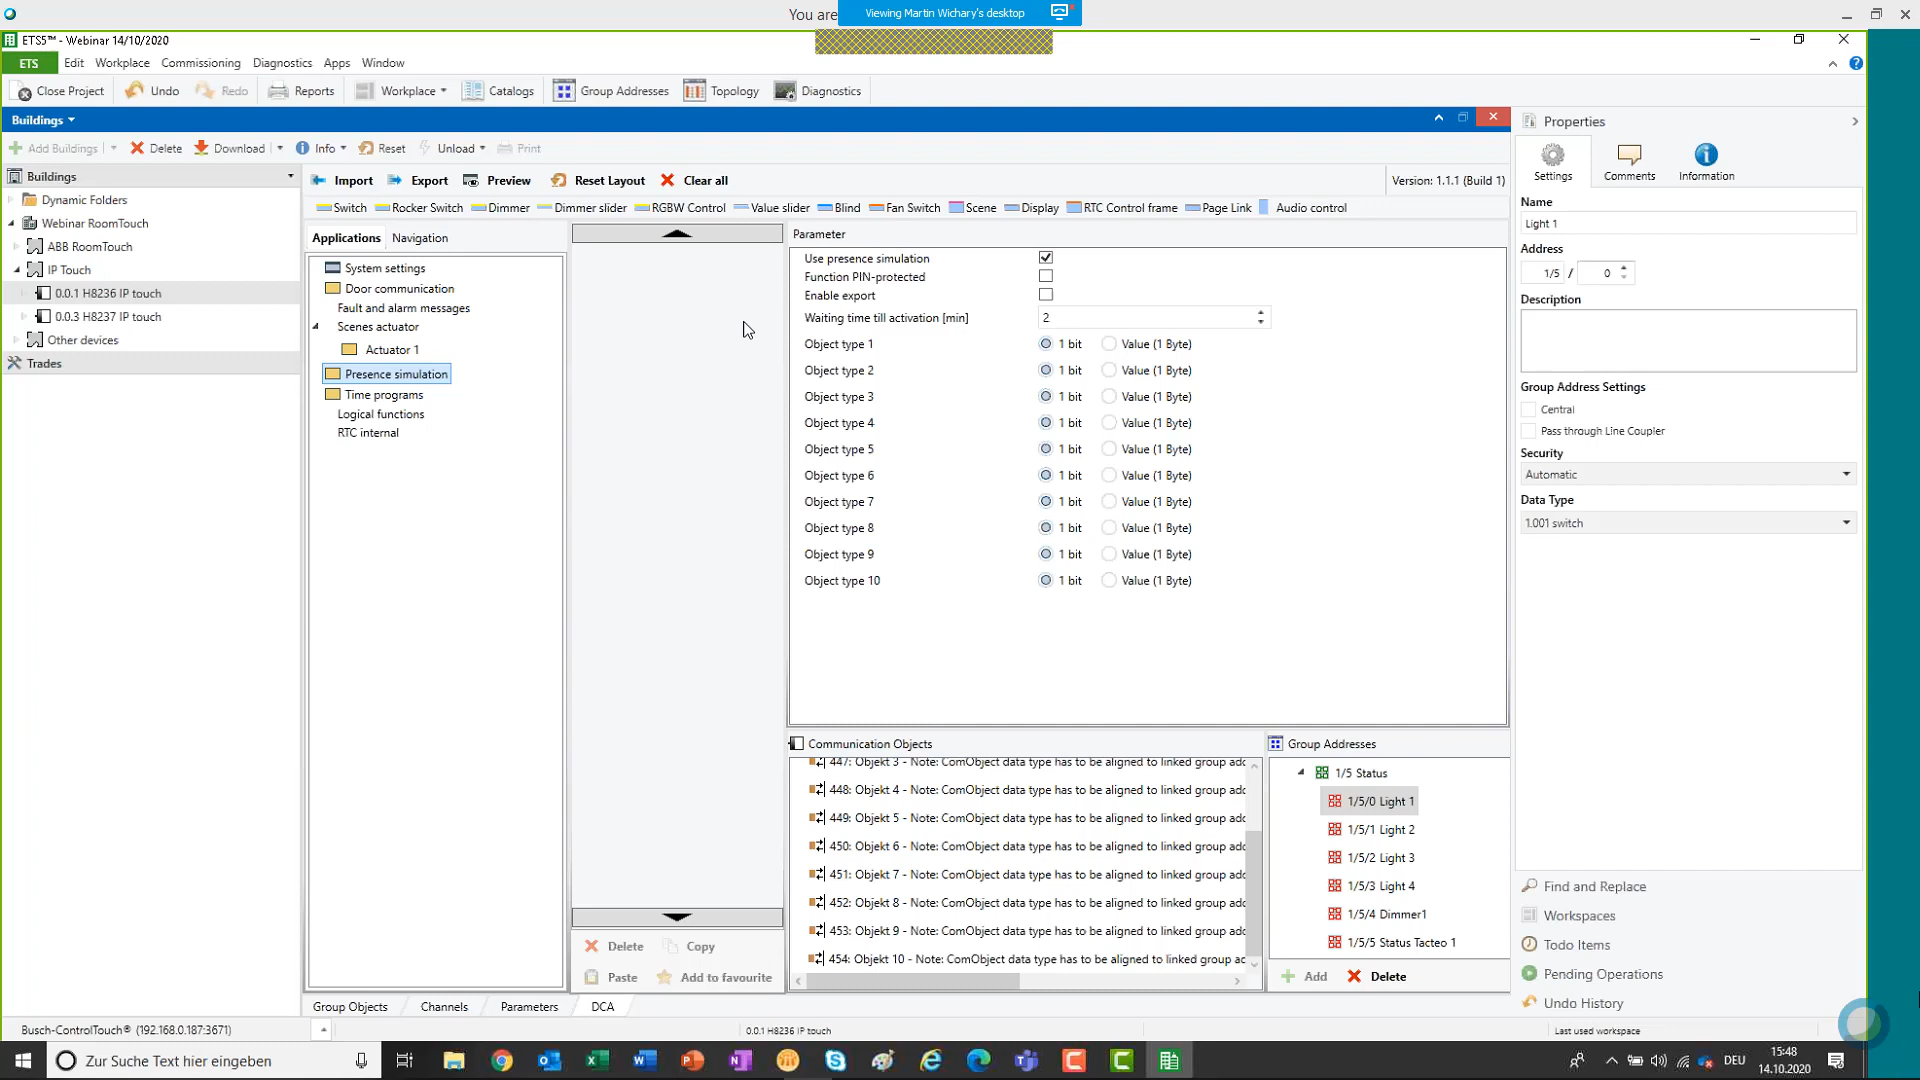 You are
Viewing Martin Wichary's desktop
ETS5™ - Webinar 14/10/2020
ETS Edit Workplace Commissioning Diagnostics Apps Window
Close Project Undo Redo Reports Workplace Catalogs Group Addresses Topology Diagnostics
Buildings
Add Buildings Delete Download Info Reset Unload Print
Buildings
Dynamic Folders
Webinar RoomTouch
ABB RoomTouch
IP Touch
0.0.1 H8236 IP touch
0.0.3 H8237 IP touch
Other devices
Trades
Import Export Preview Reset Layout Clear all
Version: 1.1.1 (Build 1)
Switch Rocker Switch Dimmer Dimmer slider RGBW Control Value slider Blind Fan Switch Scene Display RTC Control frame Page Link Audio control
Applications Navigation
System settings
Door communication
Fault and alarm messages
Scenes actuator
Actuator 1
Presence simulation
Time programs
Logical functions
RTC internal
Delete Copy
Paste Add to favourite
Parameter
Use presence simulation
Function PIN-protected
Enable export
Waiting time till activation [min] 2
Object type 1 1 bit Value (1 Byte)
Object type 2 1 bit Value (1 Byte)
Object type 3 1 bit Value (1 Byte)
Object type 4 1 bit Value (1 Byte)
Object type 5 1 bit Value (1 Byte)
Object type 6 1 bit Value (1 Byte)
Object type 7 1 bit Value (1 Byte)
Object type 8 1 bit Value (1 Byte)
Object type 9 1 bit Value (1 Byte)
Object type 10 1 bit Value (1 Byte)
Communication Objects
447: Objekt 3 - Note: ComObject data type has to be aligned to linked group adc
448: Objekt 4 - Note: ComObject data type has to be aligned to linked group adc
449: Objekt 5 - Note: ComObject data type has to be aligned to linked group adc
450: Objekt 6 - Note: ComObject data type has to be aligned to linked group adc
451: Objekt 7 - Note: ComObject data type has to be aligned to linked group adc
452: Objekt 8 - Note: ComObject data type has to be aligned to linked group adc
453: Objekt 9 - Note: ComObject data type has to be aligned to linked group adc
454: Objekt 10 - Note: ComObject data type has to be aligned to linked group ac
Group Addresses
1/5 Status
1/5/0 Light 1
1/5/1 Light 2
1/5/2 Light 3
1/5/3 Light 4
1/5/4 Dimmer1
1/5/5 Status Tacteo 1
Add Delete
Group Objects Channels Parameters DCA
Properties
Settings Comments Information
Name
Light 1
Address
1/5 / 0
Description
Group Address Settings
Central
Pass through Line Coupler
Security
Automatic
Data Type
1.001 switch
Find and Replace
Workspaces
Todo Items
Pending Operations
Undo History
Busch-ControlTouch® (192.168.0.187:3671)
0.0.1 H8236 IP touch
Last used workspace
Zur Suche Text hier eingeben
DEU
15:48
14.10.2020